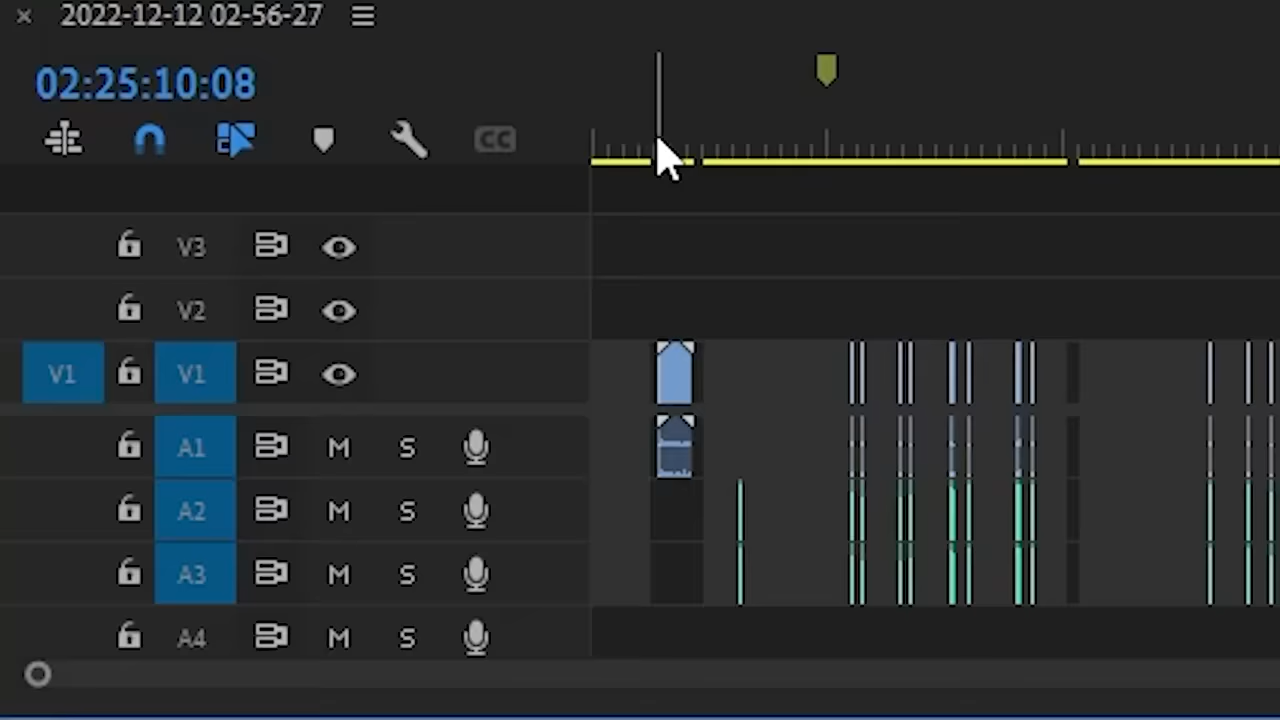 2022-12-12 02-56-27
02:25:10:08
CC
V3
V2
V1 V1
A1 M S
A2 M S
A3 M S
A4 M S